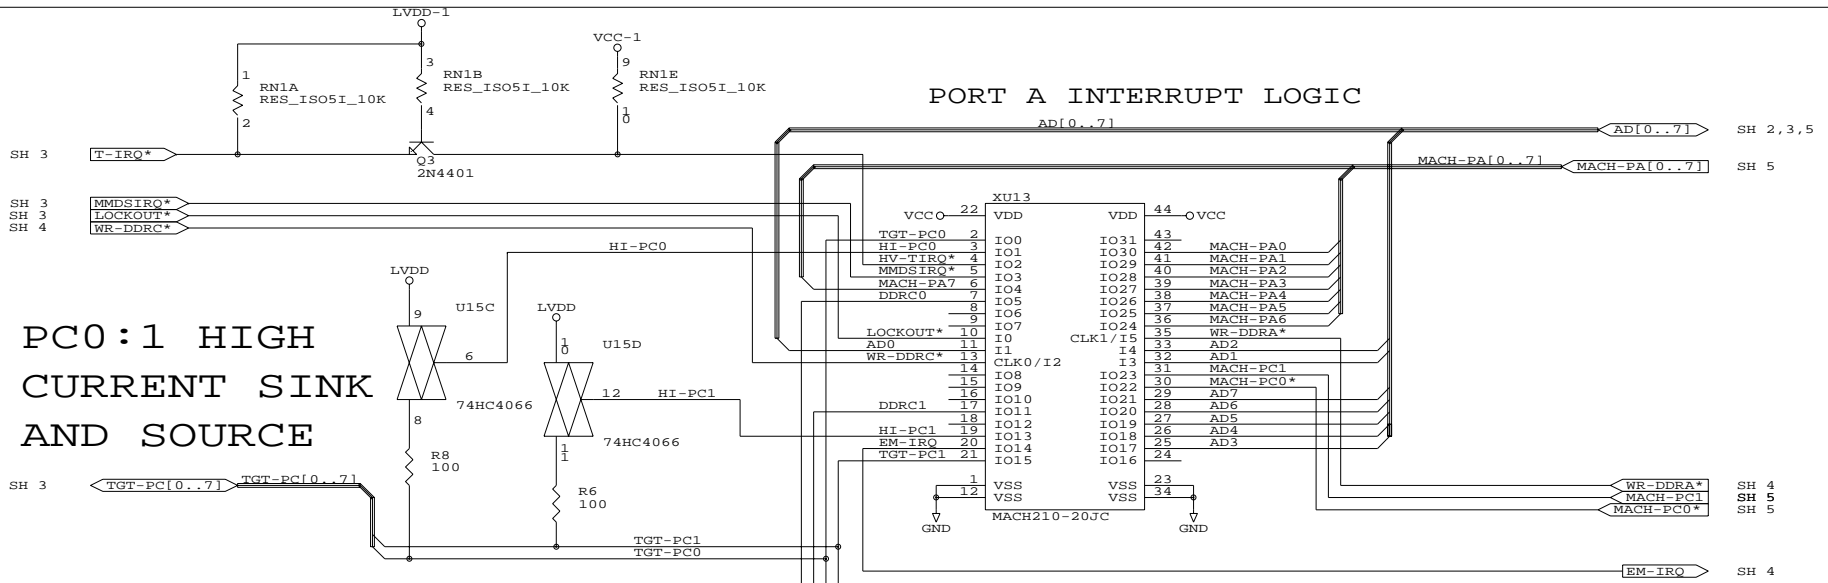 LVDD-1
VCC-1
1
RN1A
RES_ISO5I_10K
2
3
RN1B
RES_ISO5I_10K
4
9
RN1E
RES_ISO5I_10K
10
PORT A INTERRUPT LOGIC
AD[0..7]
AD[0..7]
SH 2,3,5
SH 3
T-IRQ*
Q3
2N4401
MACH-PA[0..7]
MACH-PA[0..7]
SH 5
SH 3
MMDSIRQ*
SH 3
LOCKOUT*
SH 4
WR-DDRC*
XU13
VCC 22 VDD VDD 44 VCC
TGT-PC0 2 IO0 IO31 43
HI-PC0 HI-PC0 3 IO1 IO30 42 MACH-PA0
HV-TIRQ* 4 IO2 IO29 41 MACH-PA1
MMDSIRQ* 5 IO3 IO28 40 MACH-PA2
MACH-PA7 6 IO4 IO27 39 MACH-PA3
DDRC0 7 IO5 IO26 38 MACH-PA4
8 IO6 IO25 37 MACH-PA5
9 IO7 IO24 36 MACH-PA6
LOCKOUT* 10 I0 CLK1/I5 35 WR-DDRA*
AD0 11 I1 I4 33 AD2
WR-DDRC* 13 CLK0/I2 I3 32 AD1
14 IO8 IO23 31 MACH-PC1
15 IO9 IO22 30 MACH-PC0*
16 IO10 IO21 29 AD7
DDRC1 17 IO11 IO20 28 AD6
18 IO12 IO19 27 AD5
HI-PC1 19 IO13 IO18 26 AD4
EM-IRQ 20 IO14 IO17 25 AD3
TGT-PC1 21 IO15 IO16 24
1 VSS VSS 23
12 VSS VSS 34
GND
MACH210-20JC
GND
LVDD
9
U15C
6
74HC4066
8
R8
100
LVDD
10
U15D
12
HI-PC1
74HC4066
11
R6
100
PC0:1 HIGH
CURRENT SINK
AND SOURCE
SH 3
TGT-PC[0..7]
TGT-PC[0..7]
TGT-PC1
TGT-PC0
WR-DDRA*
SH 4
MACH-PC1
SH 5
MACH-PC0*
SH 5
EM-IRQ
SH 4